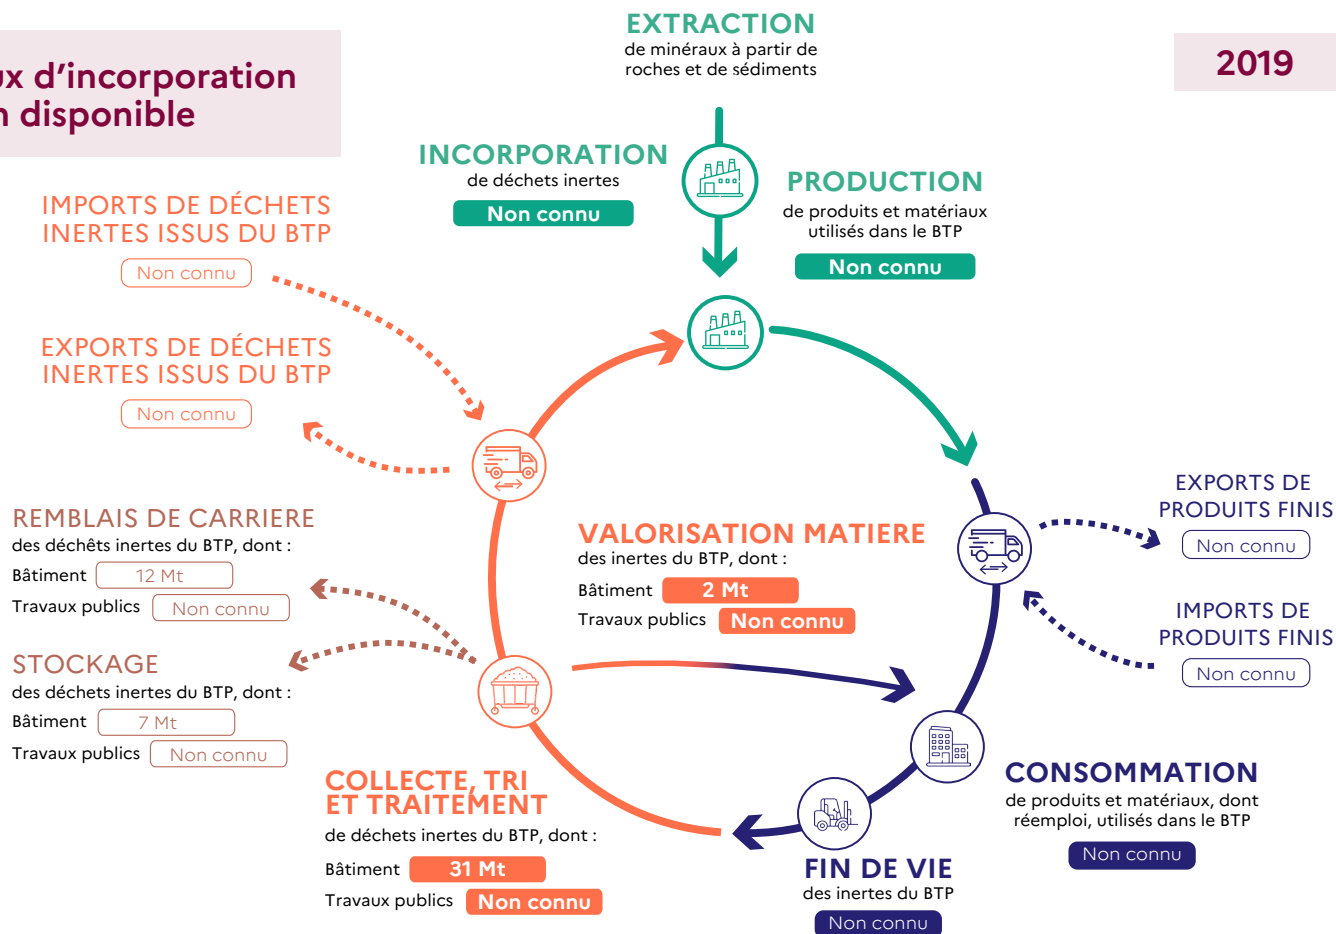 EXTRACTION
de minéraux à partir de
roches et de sédiments
2019
d’incorporation
disponible
INCORPORATION
de déchets inertes
Non connu
PRODUCTION
de produits et matériaux
utilisés dans le BTP
Non connu
IMPORTS DE DÉCHETS
INERTES ISSUS DU BTP
Non connu
EXPORTS DE DÉCHETS
INERTES ISSUS DU BTP
Non connu
EXPORTS DE
PRODUITS FINIS
Non connu
IMPORTS DE
PRODUITS FINIS
Non connu
REMBLAIS DE CARRIERE
des déchêts inertes du BTP, dont :
Bâtiment 12 Mt
Travaux publics Non connu
VALORISATION MATIERE
des inertes du BTP, dont :
Bâtiment 2 Mt
Travaux publics Non connu
STOCKAGE
des déchets inertes du BTP, dont :
Bâtiment 7 Mt
Travaux publics Non connu
COLLECTE, TRI
ET TRAITEMENT
de déchets inertes du BTP, dont :
Bâtiment 31 Mt
Travaux publics Non connu
CONSOMMATION
de produits et matériaux, dont
réemploi, utilisés dans le BTP
Non connu
FIN DE VIE
des inertes du BTP
Non connu